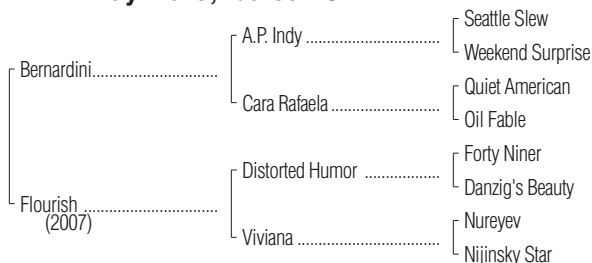 Seattle Slew
A.P. Indy
Weekend Surprise
Bernardini
Quiet American
Cara Rafaela
Oil Fable
Forty Niner
Distorted Humor
Danzig's Beauty
Flourish
(2007)
Nureyev
Viviana
Nijinsky Star